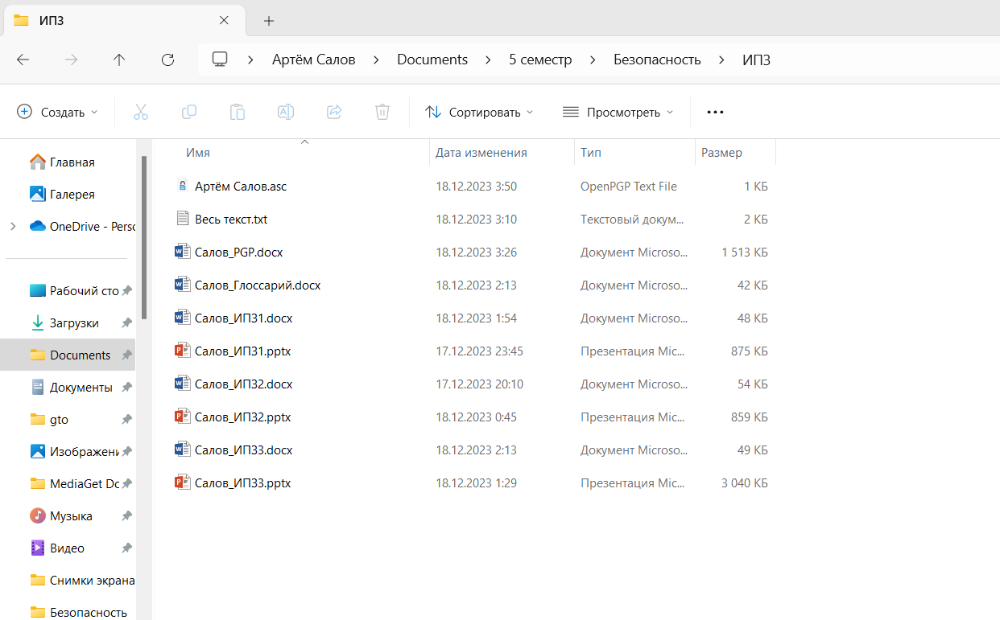 ИПЗ
Артём Салов > Documents > 5 семестр > Безопасность > ИПЗ
Создать Сортировать Просмотреть
Имя Дата изменения Тип Размер
Главная
Галерея
OneDrive - Persc
Рабочий сто
Загрузки
Documents
Документы
gto
Изображени
MediaGet Dc
Музыка
Видео
Снимки экрана
Безопасность
Артём Салов.asc 18.12.2023 3:50 OpenPGP Text File 1 КБ
Весь текст.txt 18.12.2023 3:10 Текстовый докум... 2 КБ
Салов_PGP.docx 18.12.2023 3:26 Документ Microso... 1 513 КБ
Салов_Глоссарий.docx 18.12.2023 2:13 Документ Microso... 42 КБ
Салов_ИПЗ1.docx 18.12.2023 1:54 Документ Microso... 48 КБ
Салов_ИПЗ1.pptx 17.12.2023 23:45 Презентация Mic... 875 КБ
Салов_ИПЗ2.docx 17.12.2023 20:10 Документ Microso... 54 КБ
Салов_ИПЗ2.pptx 18.12.2023 0:45 Презентация Mic... 859 КБ
Салов_ИПЗ3.docx 18.12.2023 2:13 Документ Microso... 49 КБ
Салов_ИПЗ3.pptx 18.12.2023 1:29 Презентация Mic... 3 040 КБ